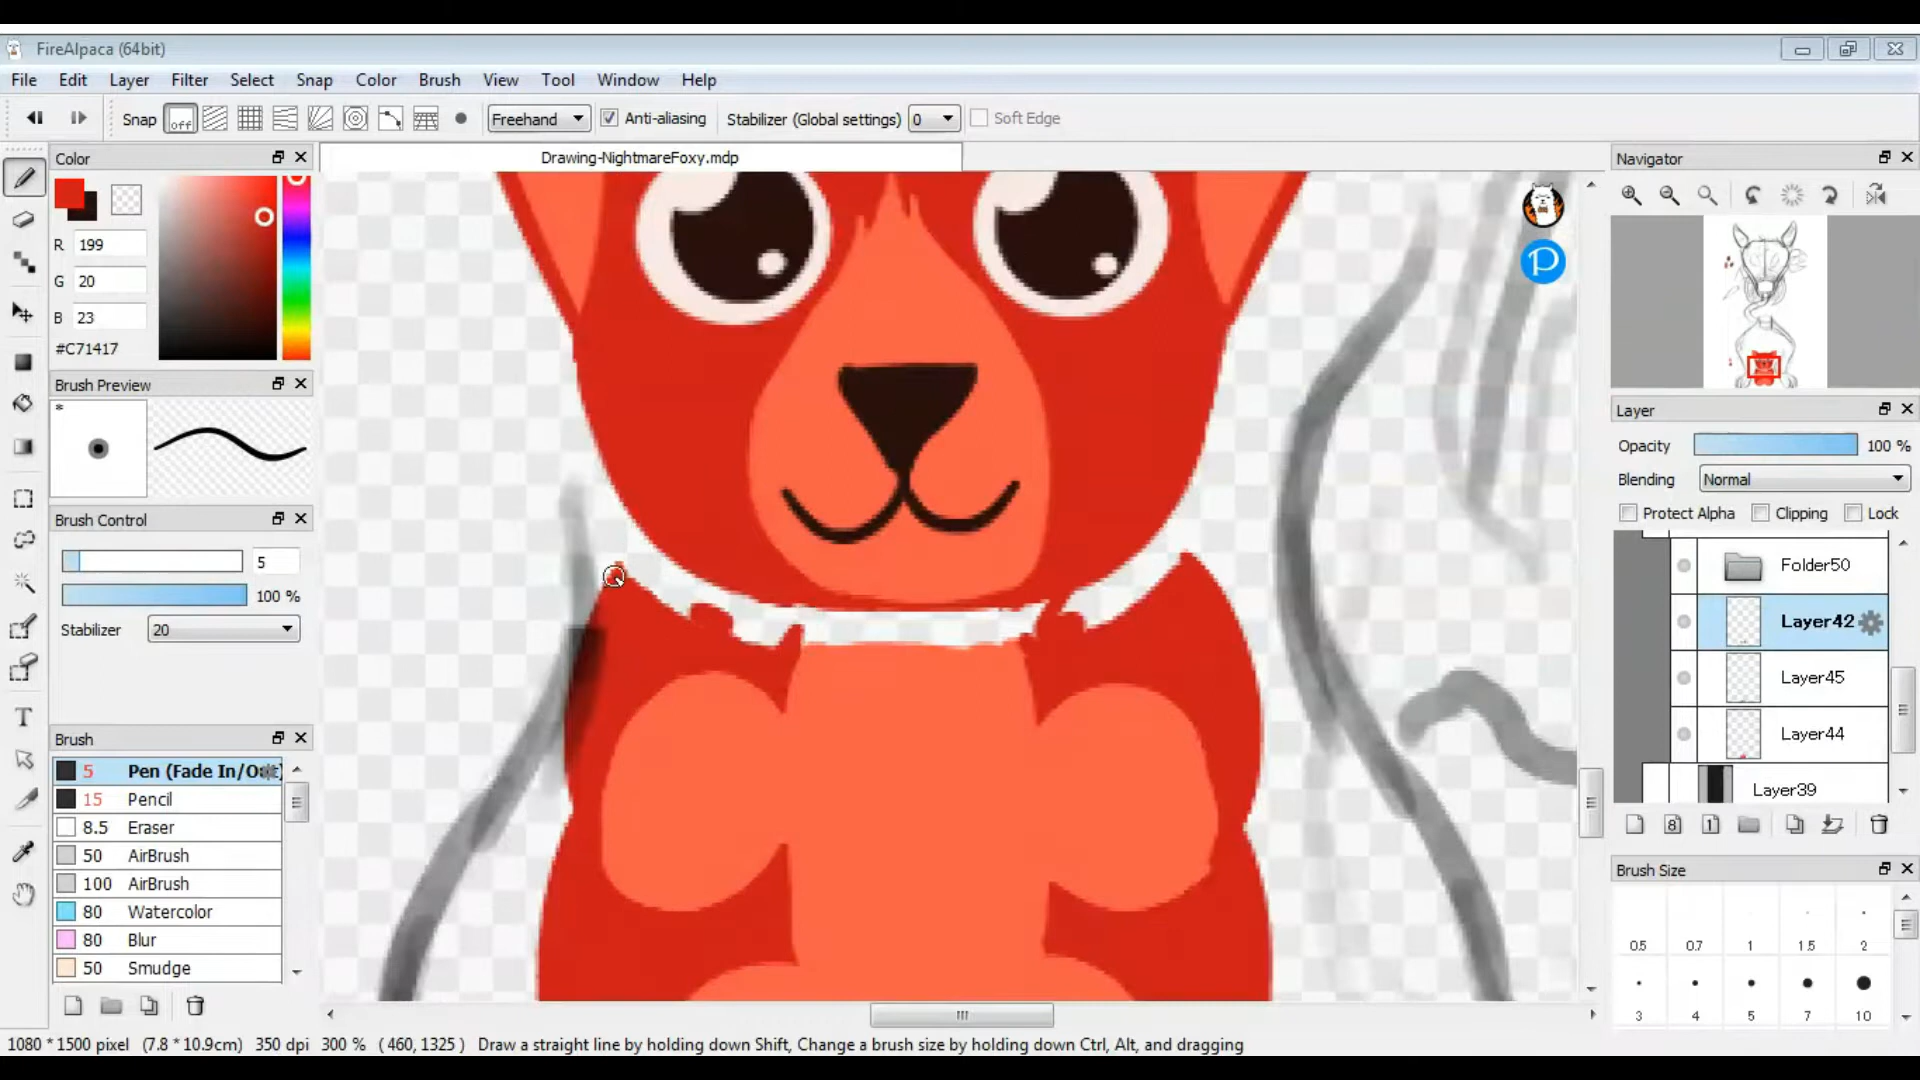 FireAlpaca (64bit)
File Edit Layer Filter Select Snap Color Brush View Tool Window Help
Snap off Freehand Anti-aliasing Stabilizer (Global settings) 0 Soft Edge
Color
R 199
G 20
B 23
#C71417
Brush Preview
*
Brush Control
5
100 %
Stabilizer 20
Brush
5 Pen (Fade In/Out)
15 Pencil
8.5 Eraser
50 AirBrush
100 AirBrush
80 Watercolor
80 Blur
50 Smudge
Drawing-NightmareFoxy.mdp
P
Navigator
Layer
Opacity 100 %
Blending Normal
Protect Alpha Clipping Lock
Folder50
Layer42
Layer45
Layer44
Layer39
8 1
Brush Size
0.5 0.7 1 1.5 2
3 4 5 7 10
T
1080 * 1500 pixel (7.8 * 10.9cm) 350 dpi 300 % ( 460, 1325 ) Draw a straight line by holding down Shift, Change a brush size by holding down Ctrl, Alt, and dragging